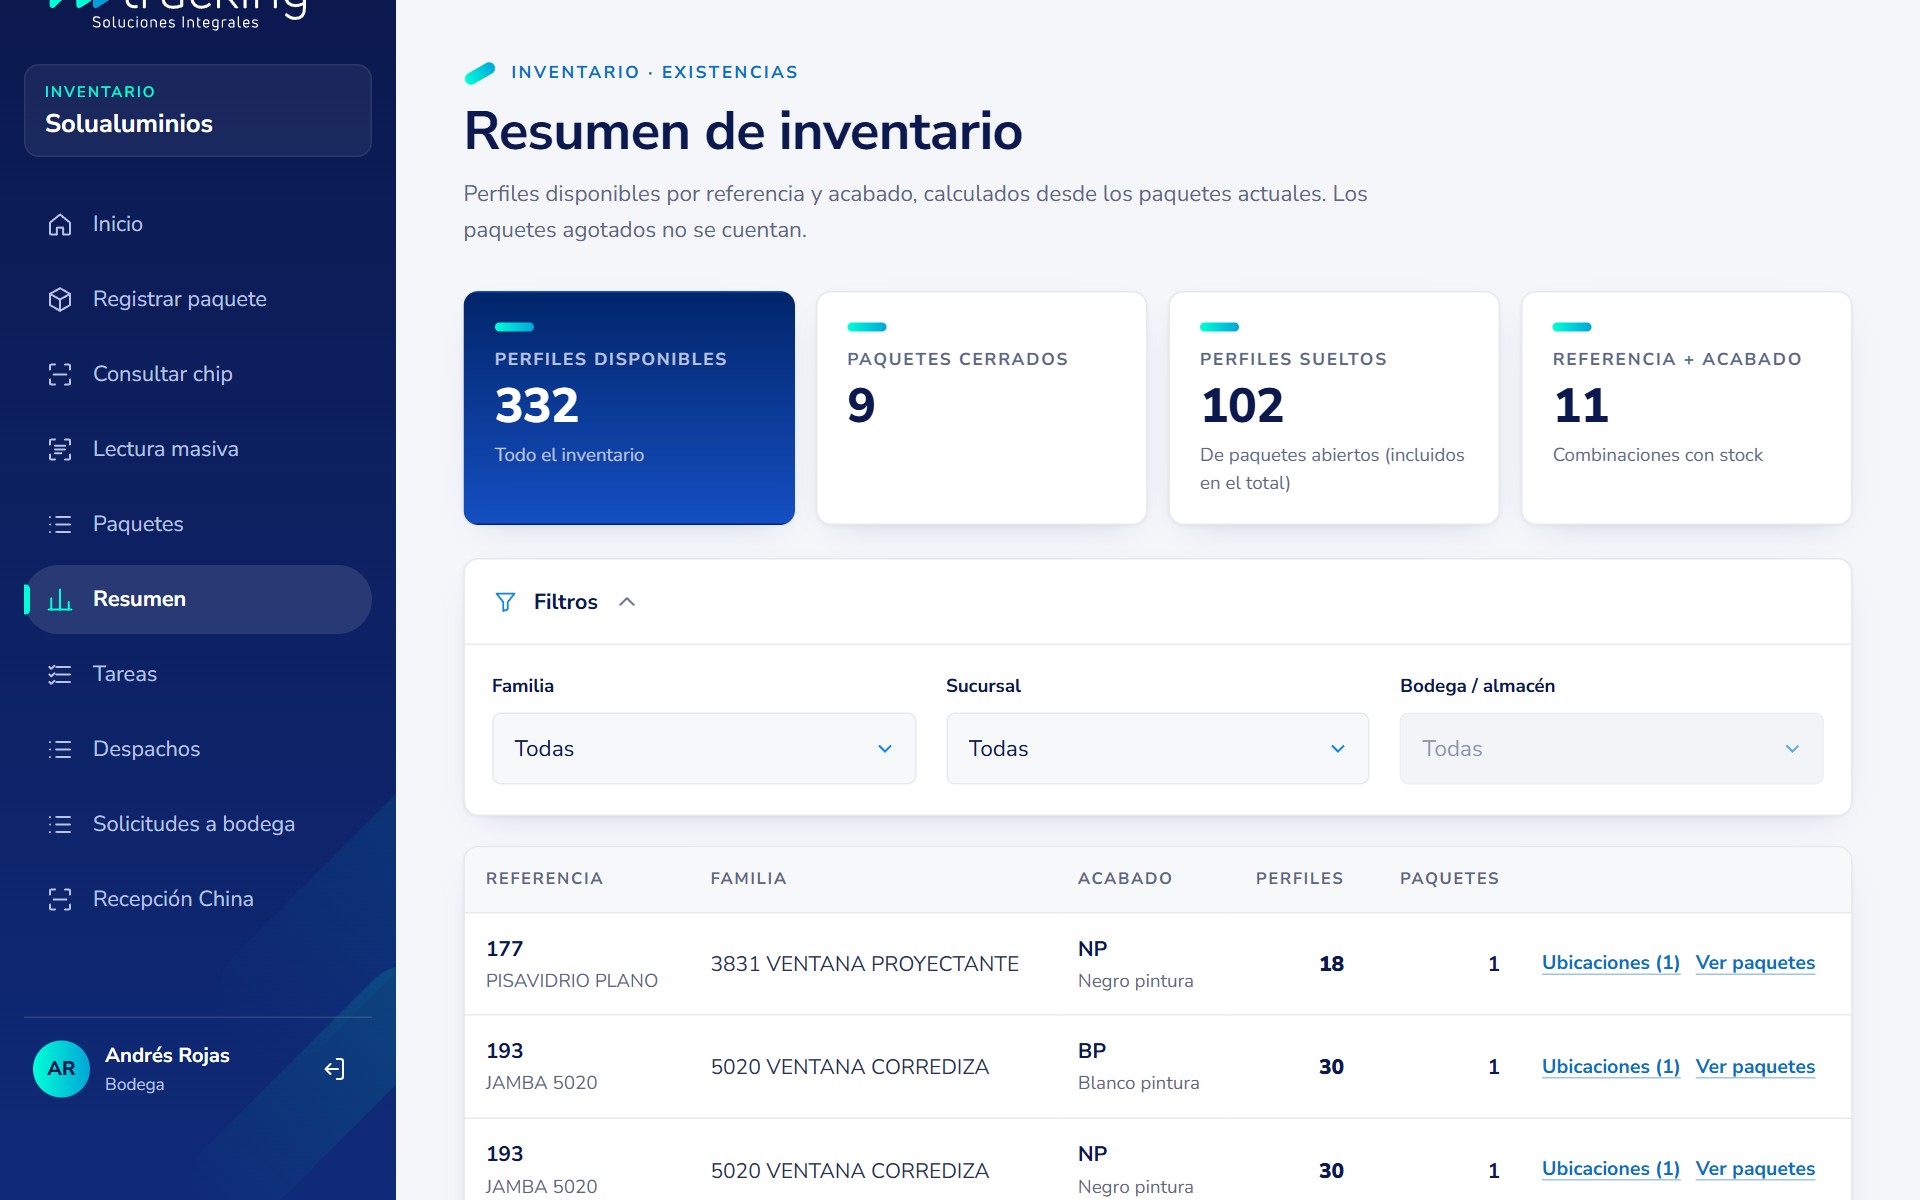 tracking
Soluciones Integrales
INVENTARIO
Solualuminios
Inicio
Registrar paquete
Consultar chip
Lectura masiva
Paquetes
Resumen
Tareas
Despachos
Solicitudes a bodega
Recepción China
AR
Andrés Rojas
Bodega
INVENTARIO · EXISTENCIAS
Resumen de inventario
Perfiles disponibles por referencia y acabado, calculados desde los paquetes actuales. Los
paquetes agotados no se cuentan.
PERFILES DISPONIBLES
332
Todo el inventario
PAQUETES CERRADOS
9
PERFILES SUELTOS
102
De paquetes abiertos (incluidos
en el total)
REFERENCIA + ACABADO
11
Combinaciones con stock
Filtros
Familia
Todas
Sucursal
Todas
Bodega / almacén
Todas
REFERENCIA FAMILIA ACABADO PERFILES PAQUETES
177
PISAVIDRIO PLANO
3831 VENTANA PROYECTANTE
NP
Negro pintura
18
1
Ubicaciones (1) Ver paquetes
193
JAMBA 5020
5020 VENTANA CORREDIZA
BP
Blanco pintura
30
1
Ubicaciones (1) Ver paquetes
193
JAMBA 5020
5020 VENTANA CORREDIZA
NP
Negro pintura
30
1
Ubicaciones (1) Ver paquetes